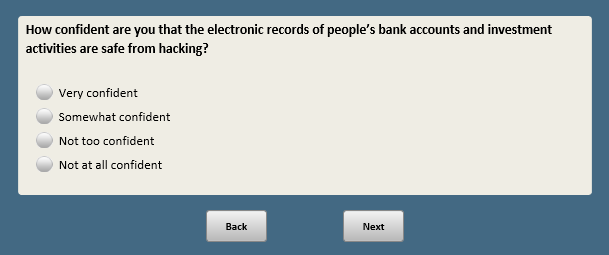 How confident are you that the electronic records of people’s bank accounts and investment
activities are safe from hacking?
Very confident
Somewhat confident
Not too confident
Not at all confident
Back
Next